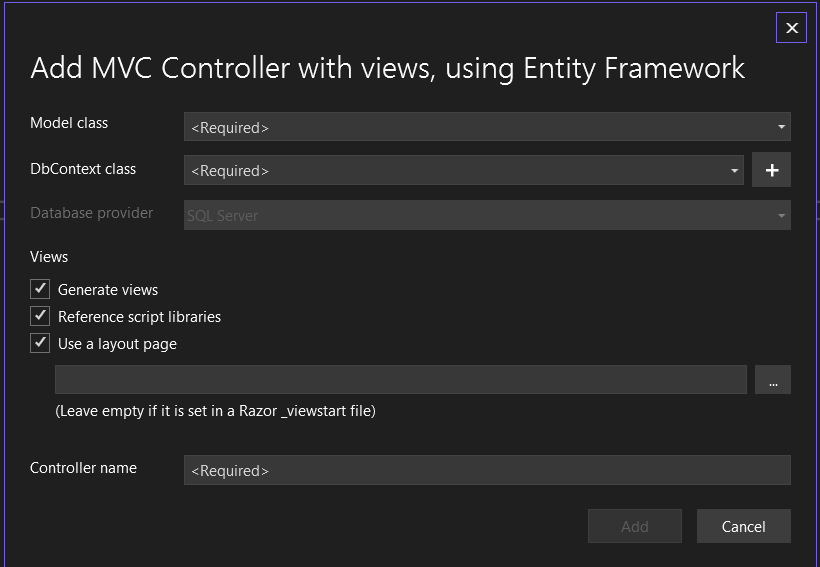 Add MVC Controller with views, using Entity Framework
Model class <Required>
DbContext class <Required> +
Database provider SQL Server
Views
Generate views
Reference script libraries
Use a layout page
...
(Leave empty if it is set in a Razor _viewstart file)
Controller name <Required>
Add Cancel